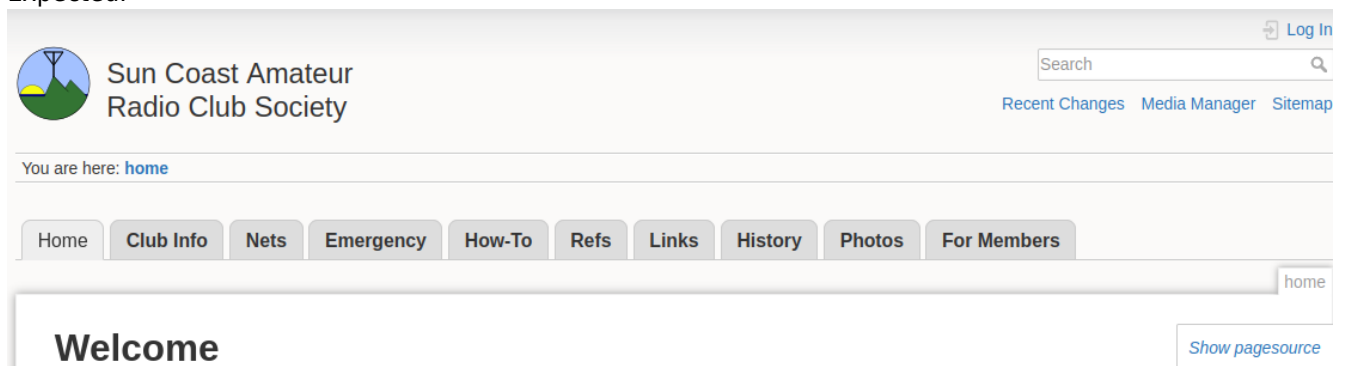 Expected:
Log In
Sun Coast Amateur
Radio Club Society
Search
Recent Changes Media Manager Sitemap
You are here: home
Home Club Info Nets Emergency How-To Refs Links History Photos For Members
home
Welcome
Show pagesource